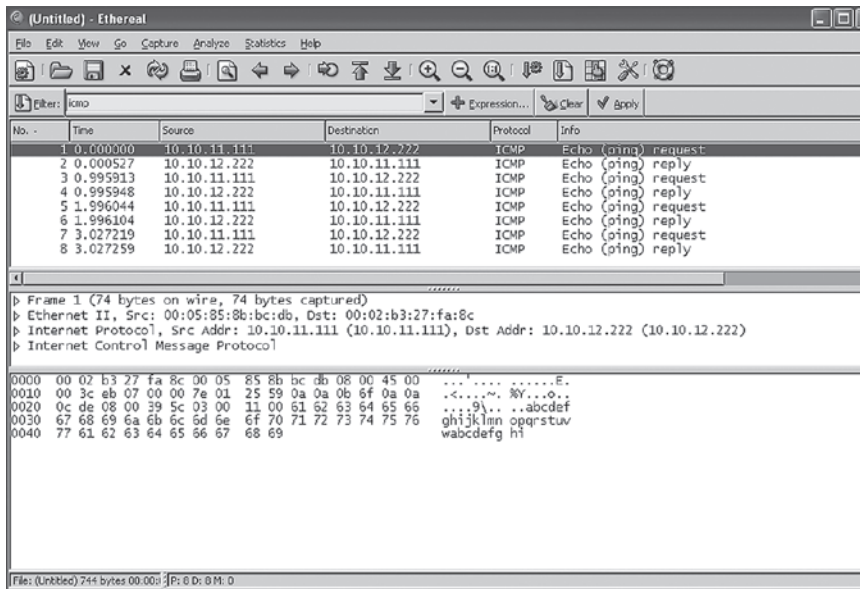 (Untitled) - Ethereal
File Edit View Go Capture Analyze Statistics Help
Filter: icmp Expression... Clear Apply
No. - Time Source Destination Protocol Info
1 0.000000 10.10.11.111 10.10.12.222 ICMP Echo (ping) request
2 0.000527 10.10.12.222 10.10.11.111 ICMP Echo (ping) reply
3 0.995913 10.10.11.111 10.10.12.222 ICMP Echo (ping) request
4 0.995948 10.10.12.222 10.10.11.111 ICMP Echo (ping) reply
5 1.996044 10.10.11.111 10.10.12.222 ICMP Echo (ping) request
6 1.996104 10.10.12.222 10.10.11.111 ICMP Echo (ping) reply
7 3.027219 10.10.11.111 10.10.12.222 ICMP Echo (ping) request
8 3.027259 10.10.12.222 10.10.11.111 ICMP Echo (ping) reply
Frame 1 (74 bytes on wire, 74 bytes captured)
Ethernet II, Src: 00:05:85:8b:bc:db, Dst: 00:02:b3:27:fa:8c
Internet Protocol, Src Addr: 10.10.11.111 (10.10.11.111), Dst Addr: 10.10.12.222 (10.10.12.222)
Internet Control Message Protocol
0000 00 02 b3 27 fa 8c 00 05 85 8b bc db 08 00 45 00 ...'.... ......E.
0010 00 3c eb 07 00 00 7e 01 25 59 0a 0a 0b 6f 0a 0a .<....~. %Y...o..
0020 0c de 08 00 39 5c 03 00 11 00 61 62 63 64 65 66 ....9\.. ..abcdef
0030 67 68 69 6a 6b 6c 6d 6e 6f 70 71 72 73 74 75 76 ghijklmn opqrstuv
0040 77 61 62 63 64 65 66 67 68 69 wabcdefg hi
File: (Untitled) 744 bytes 00:00: P: 8 D: 8 M: 0